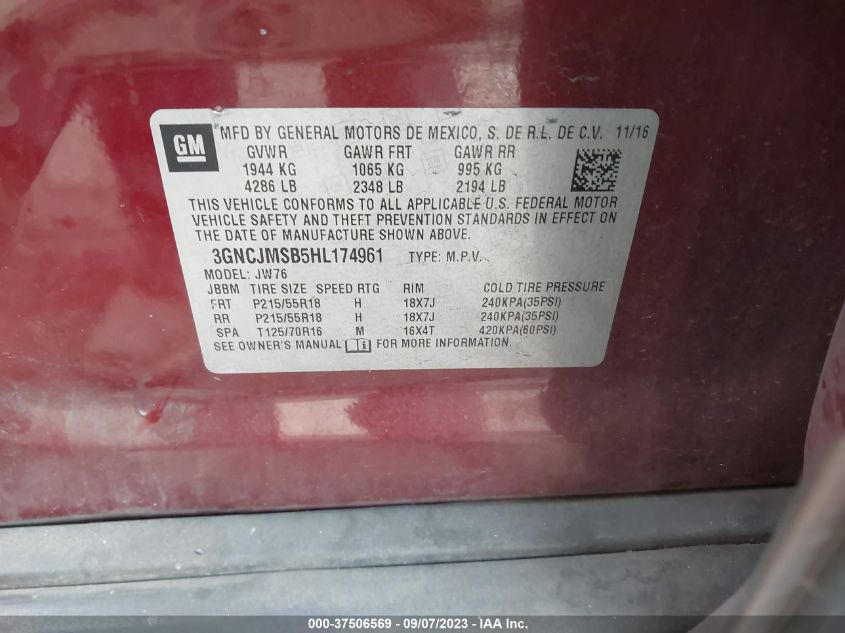 GM
MFD BY GENERAL MOTORS DE MEXICO, S. DE R.L. DE C.V. 11/16
GVWR GAWR FRT GAWR RR
1944 KG 1065 KG 995 KG
4286 LB 2348 LB 2194 LB
THIS VEHICLE CONFORMS TO ALL APPLICABLE U.S. FEDERAL MOTOR
VEHICLE SAFETY AND THEFT PREVENTION STANDARDS IN EFFECT ON
THE DATE OF MANUFACTURE SHOWN ABOVE.
3GNCJMSB5HL174961 TYPE: M.P.V.
MODEL: JW76
JBBM TIRE SIZE SPEED RTG RIM COLD TIRE PRESSURE
FRT P215/55R18 H 18X7J 240KPA(35PSI)
RR P215/55R18 H 18X7J 240KPA(35PSI)
SPA T125/70R16 M 16X4T 420KPA(60PSI)
SEE OWNER'S MANUAL FOR MORE INFORMATION.
000-37506569 - 09/07/2023 - IAA Inc.